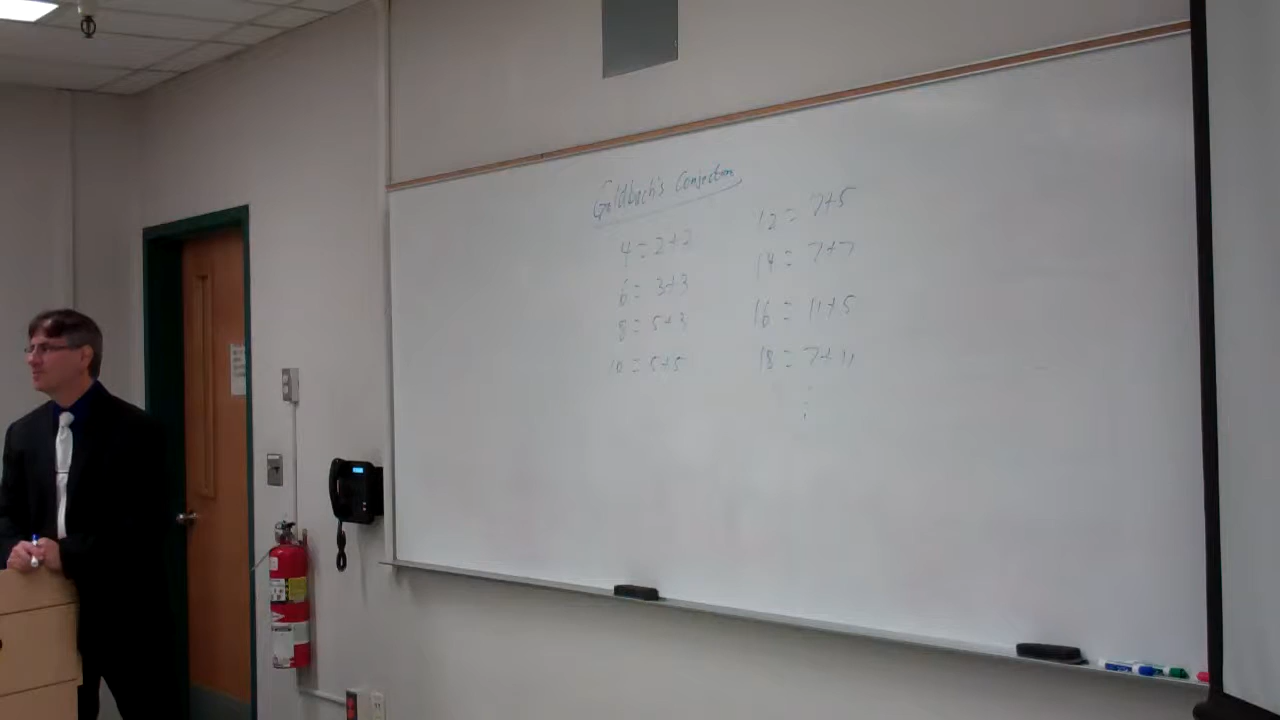 Goldbach's Conjecture
4 = 2+2
6 = 3+3
8 = 5+3
10 = 5+5
12 = 7+5
14 = 7+7
16 = 11+5
18 = 7+11
⋮